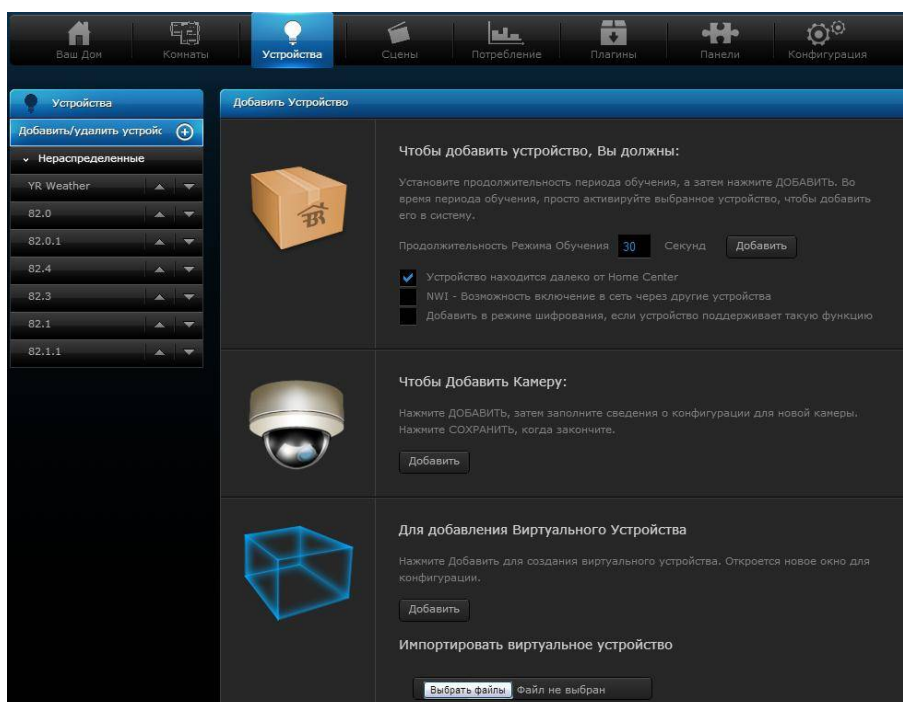 Ваш Дом
Комнаты
Устройства
Сцены
Потребление
Плагины
Панели
Конфигурация
Устройства
Добавить/удалить устройс
Нераспределенные
YR Weather
82.0
82.0.1
82.4
82.3
82.1
82.1.1
Добавить Устройство
Чтобы добавить устройство, Вы должны:
Установите продолжительность периода обучения, а затем нажмите ДОБАВИТЬ. Во
время периода обучения, просто активируйте выбранное устройство, чтобы добавить
его в систему.
Продолжительность Режима Обучения 30 Секунд Добавить
Устройство находится далеко от Home Center
NWI - Возможность включение в сеть через другие устройства
Добавить в режиме шифрования, если устройство поддерживает такую функцию
Чтобы Добавить Камеру:
Нажмите ДОБАВИТЬ, затем заполните сведения о конфигурации для новой камеры.
Нажмите СОХРАНИТЬ, когда закончите.
Добавить
Для добавления Виртуального Устройства
Нажмите Добавить для создания виртуального устройства. Откроется новое окно для
конфигурации.
Добавить
Импортировать виртуальное устройство
Выбрать файлы Файл не выбран